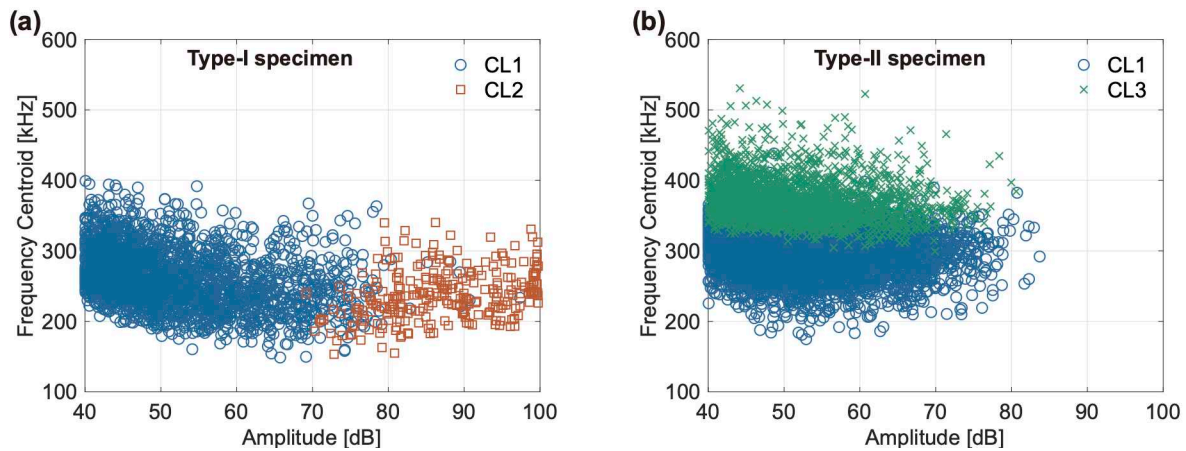 (a)
Type-I specimen
CL1
CL2
Frequency Centroid [kHz]
600
500
400
300
200
100
40 50 60 70 80 90 100
Amplitude [dB]
(b)
Type-II specimen
CL1
CL3
Frequency Centroid [kHz]
600
500
400
300
200
100
40 50 60 70 80 90 100
Amplitude [dB]